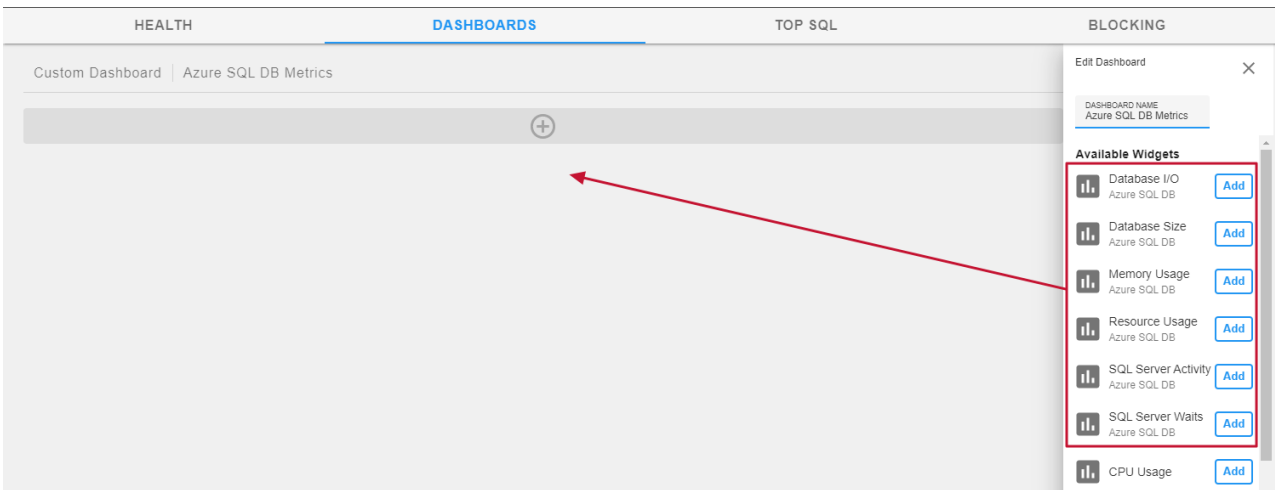 HEALTH
DASHBOARDS
TOP SQL
BLOCKING
Custom Dashboard
Azure SQL DB Metrics
Edit Dashboard
DASHBOARD NAME
Azure SQL DB Metrics
Available Widgets
Database I/O
Azure SQL DB
Add
Database Size
Azure SQL DB
Add
Memory Usage
Azure SQL DB
Add
Resource Usage
Azure SQL DB
Add
SQL Server Activity
Azure SQL DB
Add
SQL Server Waits
Azure SQL DB
Add
CPU Usage
Add